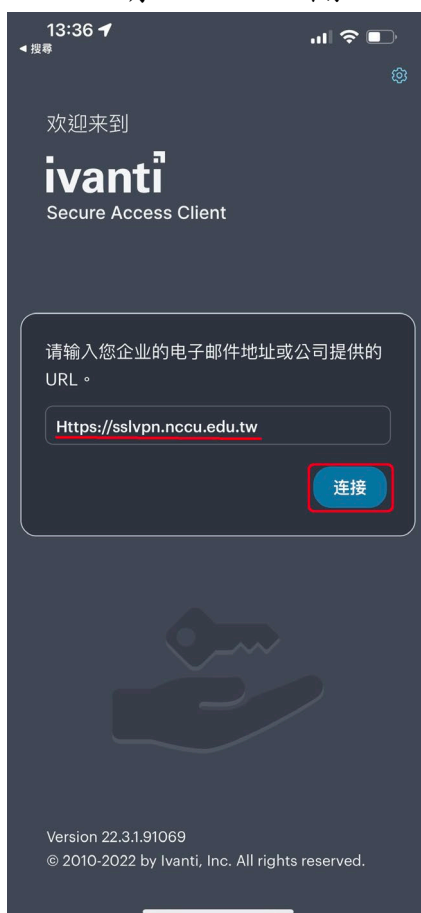 13:36
◀ 搜尋
欢迎来到
ivanti
Secure Access Client
请输入您企业的电子邮件地址或公司提供的
URL。
Https://sslvpn.nccu.edu.tw
连接
Version 22.3.1.91069
© 2010-2022 by Ivanti, Inc. All rights reserved.